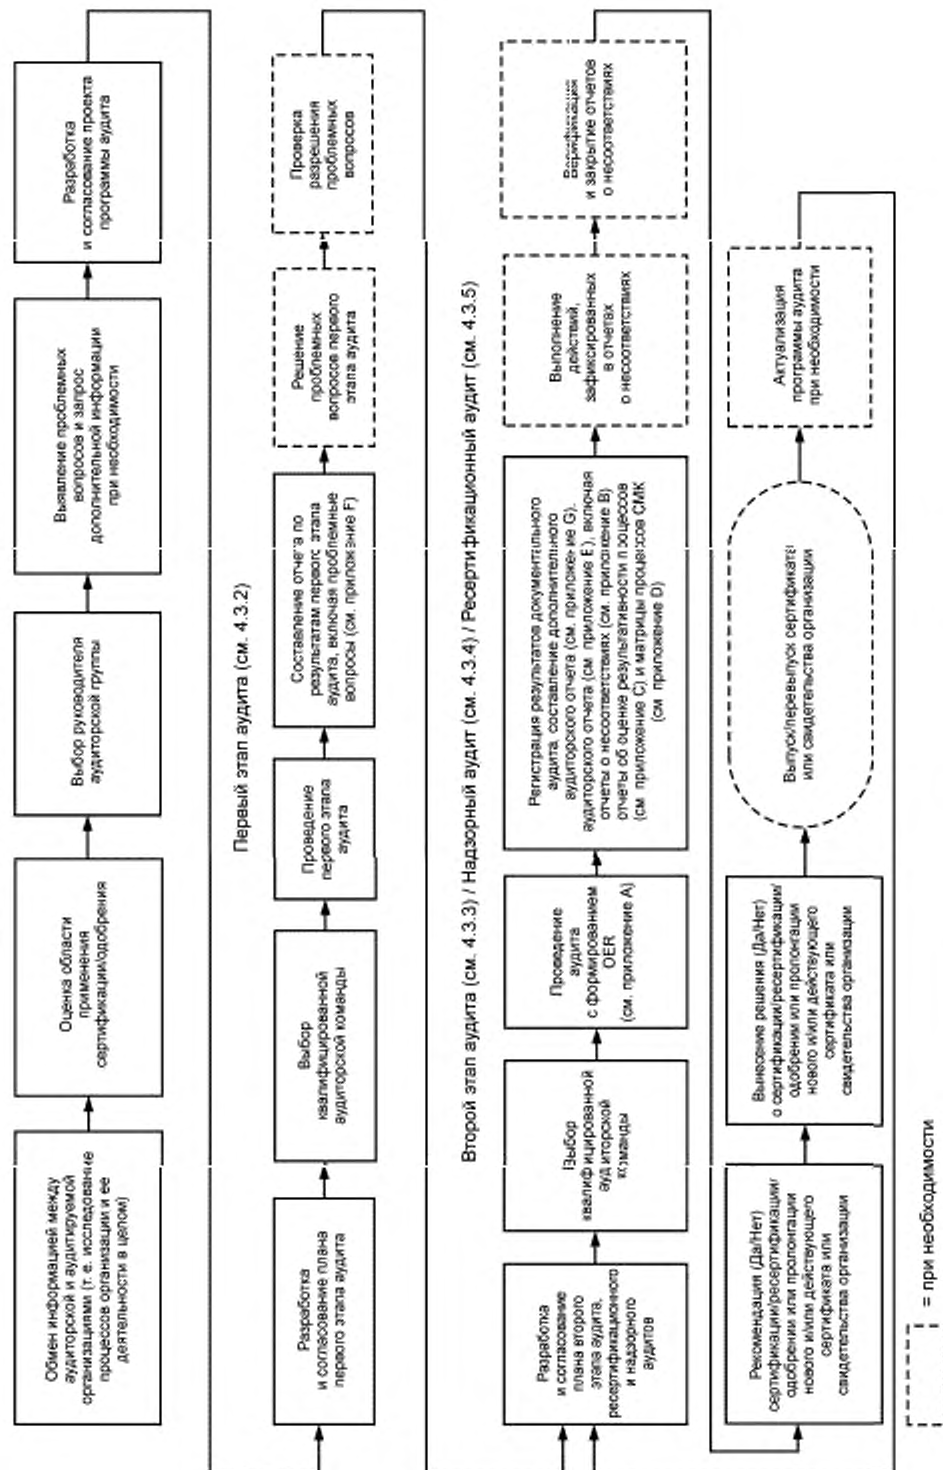 Обмен информацией между
аудиторской и аудитируемой
организациями (т. е. исследование
процессов организации и ее
деятельности в целом)
Оценка области
применения
сертификации/одобрения
Выбор руководителя
аудиторской группы
Выявление проблемных
вопросов и запрос
дополнительной информации
при необходимости
Разработка
и согласование проекта
программы аудита
Первый этап аудита (см. 4.3.2)
Разработка
и согласование плана
первого этапа аудита
Выбор
квалифицированной
аудиторской команды
Проведение
первого этапа
аудита
Составление отчета по
результатам первого этапа
аудита, включая проблемные
вопросы (см. приложение F)
Решение
проблемных
вопросов первого
этапа аудита
Проверка
разрешения
проблемных
вопросов
Второй этап аудита (см. 4.3.3) / Надзорный аудит (см. 4.3.4) / Ресертификационный аудит (см. 4.3.5)
Разработка
и согласование
плана второго
этапа аудита,
ресертификационного
и надзорного
аудитов
Выбор
квалифицированной
аудиторской
команды
Проведение
аудита
с формированием
OER
(см. приложение A)
Регистрация результатов документального
аудита, составление дополнительного
аудиторского отчета (см. приложение G),
аудиторского отчета (см. приложение E), включая
отчеты о несоответствиях (см. приложение B)
отчеты об оценке результативности процессов
(см. приложение C) и матрицы процессов СМК
(см. приложение D)
Выполнение
действий,
зафиксированных
в отчетах
о несоответствиях
Верификация
и закрытие отчетов
о несоответствиях
Рекомендация (Да/Нет)
сертификации/ресертификации/
одобрении или пролонгации
нового и/или действующего
сертификата или
свидетельства организации
Вынесение решения (Да/Нет)
о сертификации/ресертификации/
одобрении или пролонгации
нового и/или действующего
сертификата или
свидетельства организации
Выпуск/перевыпуск сертификата
или свидетельства организации
Актуализация
программы аудита
при необходимости
= при необходимости